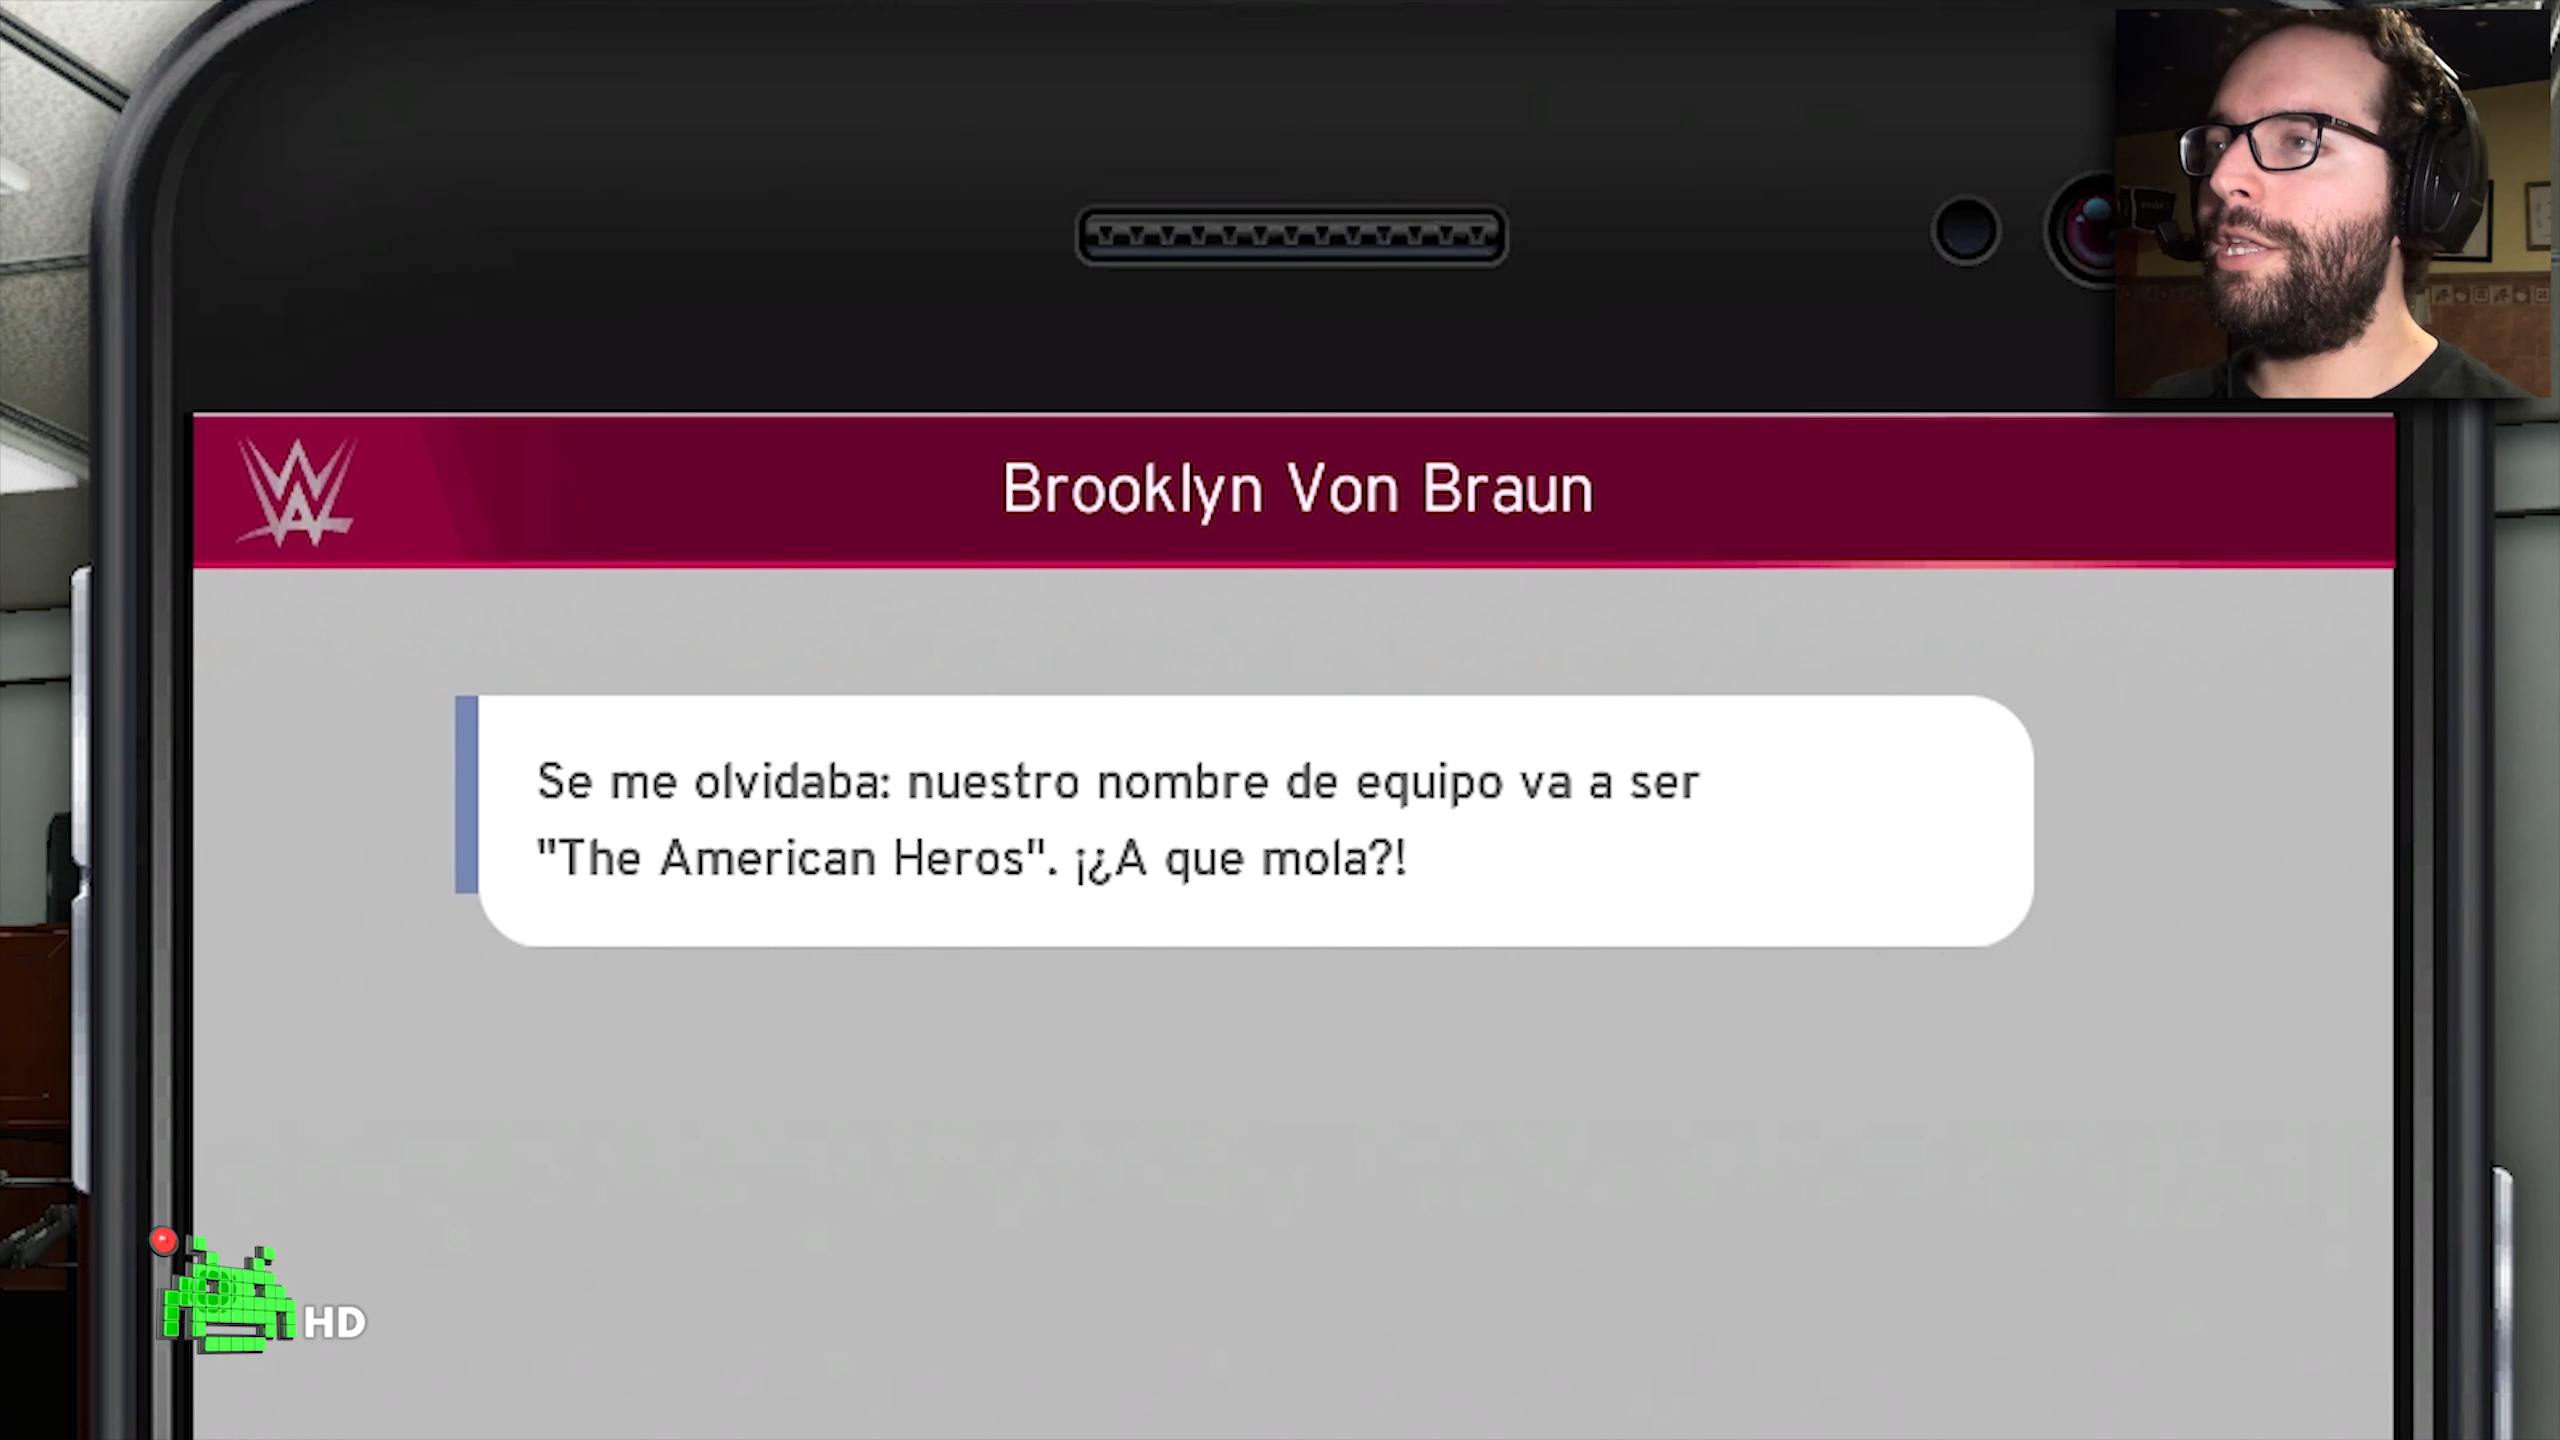 Brooklyn Von Braun
Se me olvidaba: nuestro nombre de equipo va a ser
"The American Heros". ¡¿A que mola?!
HD